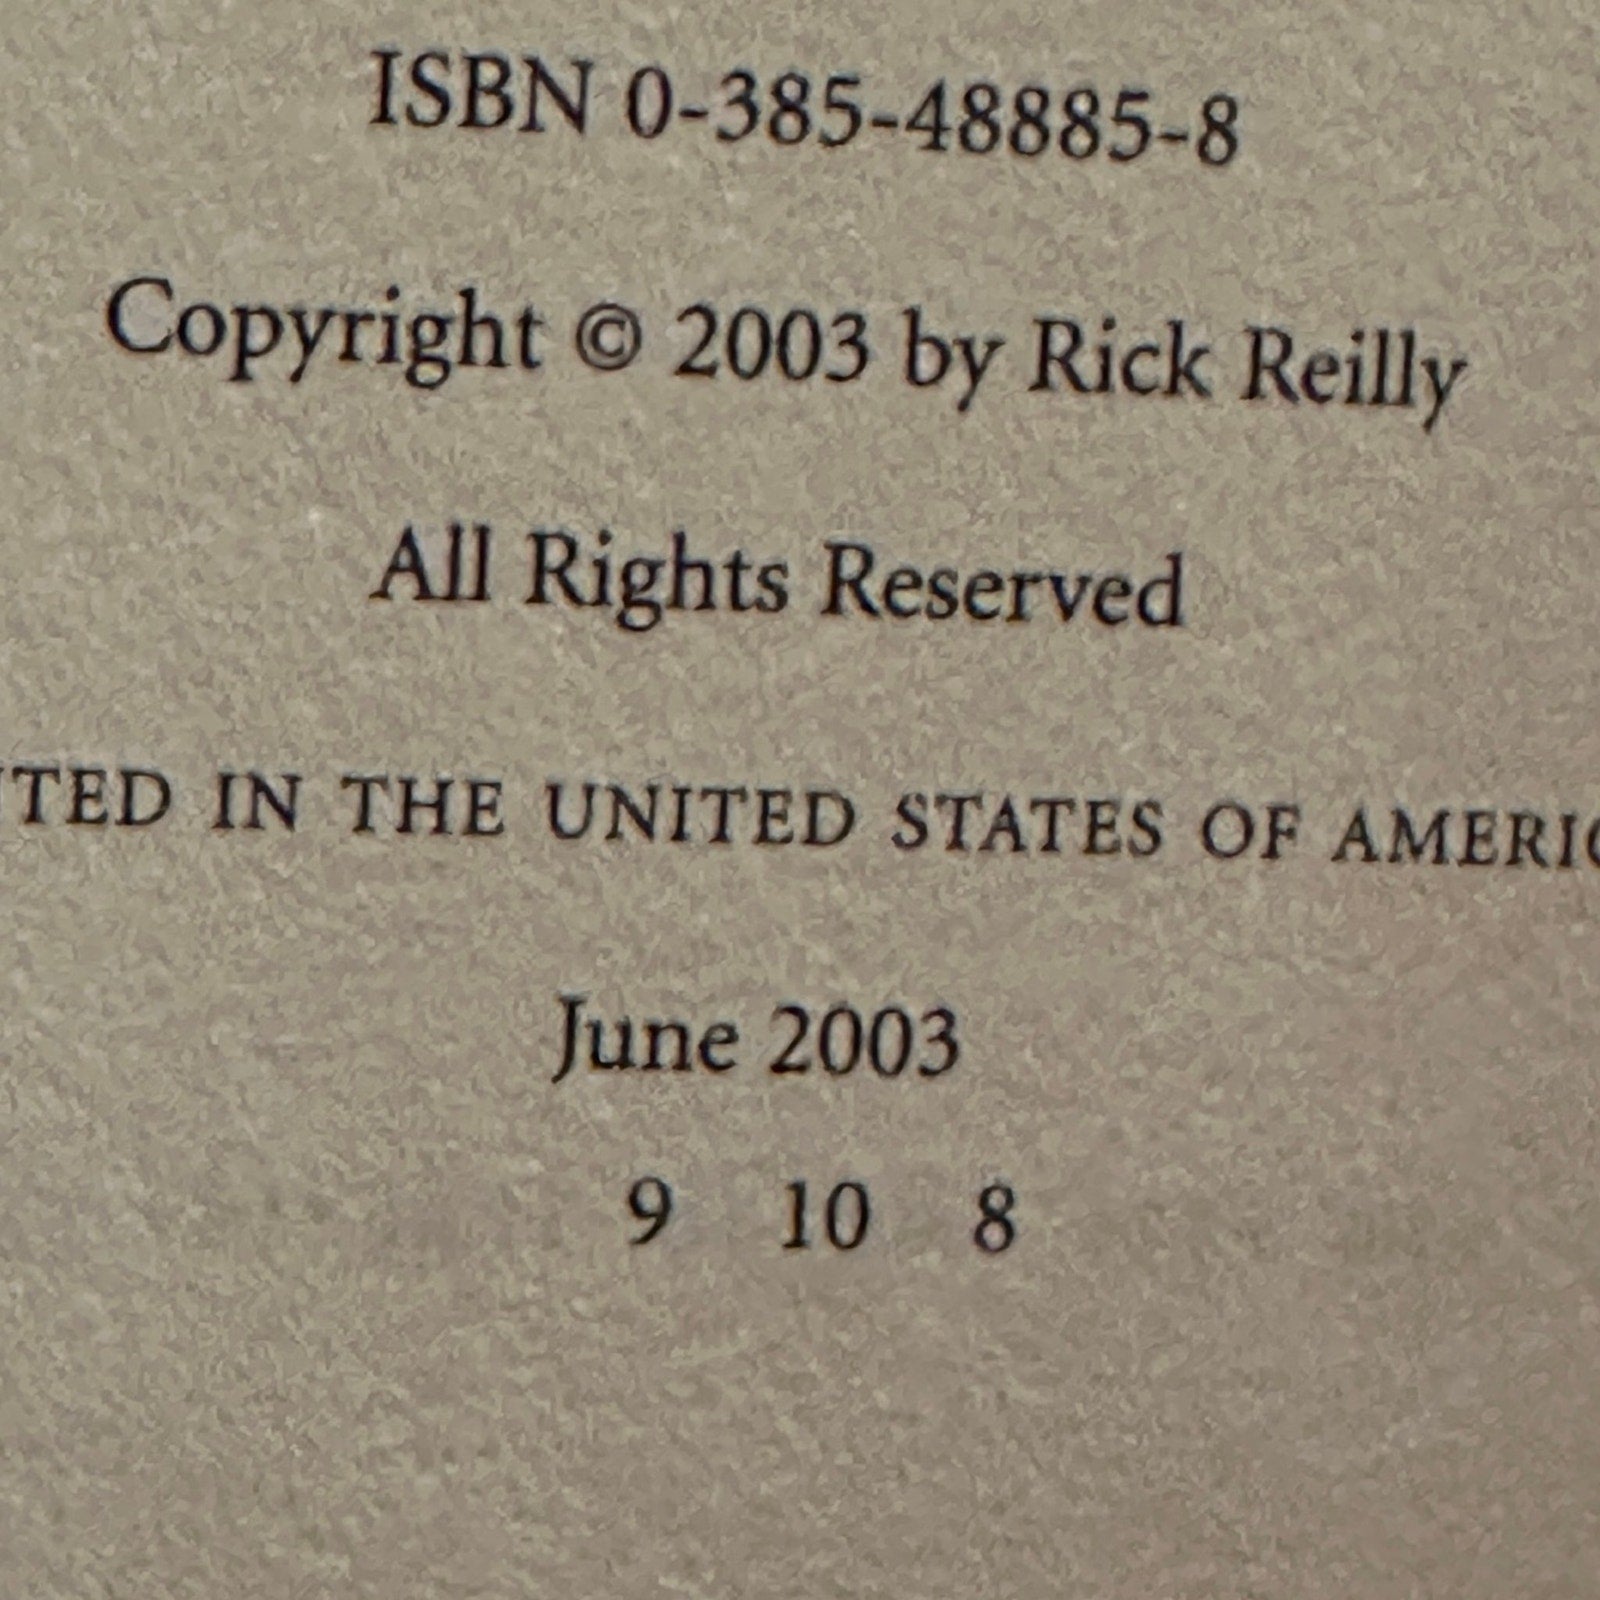 ISBN 0-385-48885-8
Copyright © 2003 by Rick Reilly
All Rights Reserved
TED IN THE UNITED STATES OF AMERIC
June 2003
9 10 8